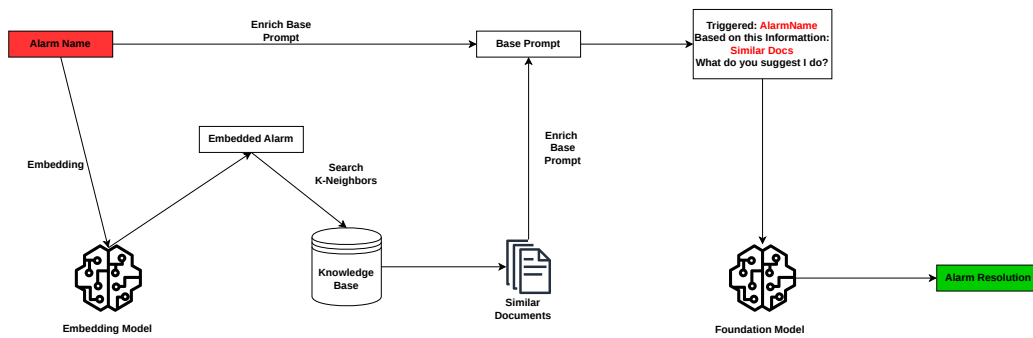 Enrich Base
Prompt
Alarm Name
Base Prompt
Triggered: AlarmName
Based on this Informattion:
Similar Docs
What do you suggest I do?
Embedded Alarm
Embedding
Search
K-Neighbors
Enrich
Base
Prompt
Knowledge
Base
Similar
Documents
Alarm Resolution
Embedding Model
Foundation Model